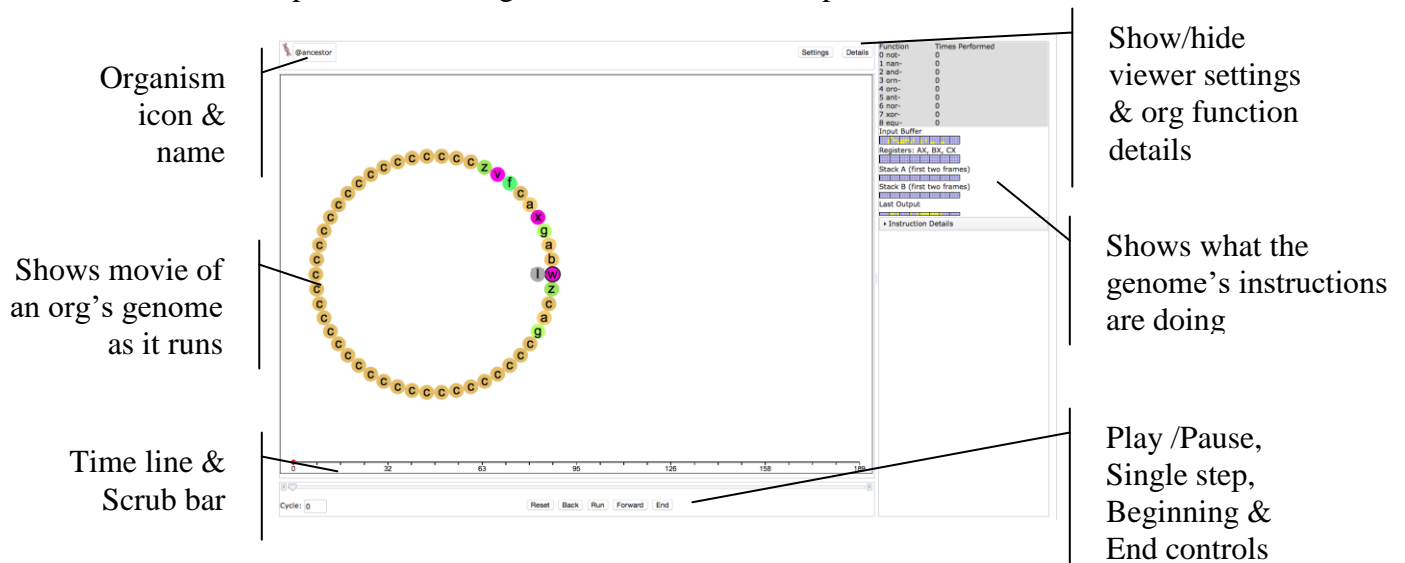 Organism
icon &
name
Shows movie of
an org's genome
as it runs
Time line &
Scrub bar
@ancestor
Settings Details
l
w z c a g c c c c c c c c c c c c c c c c c c c c c c c c c c c c c c c c c c c c z v f c a x g a b
0 32 63 95 126 158 189
Cycle: 0
Reset Back Run Forward End
Function Times Performed
0 not- 0
1 nan- 0
2 and- 0
3 orn- 0
4 oro- 0
5 ant- 0
6 nor- 0
7 xor- 0
8 equ- 0
Input Buffer
Registers: AX, BX, CX
Stack A (first two frames)
Stack B (first two frames)
Last Output
Instruction Details
Show/hide
viewer settings
& org function
details
Shows what the
genome's instructions
are doing
Play /Pause,
Single step,
Beginning &
End controls